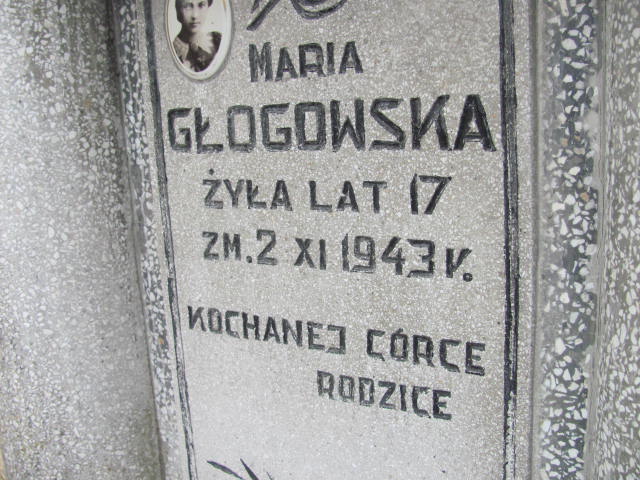 MARIA
GŁOGOWSKA
ŻYŁA LAT 17
ZM. 2 XI 1943 r.
KOCHANEJ CÓRCE
RODZICE